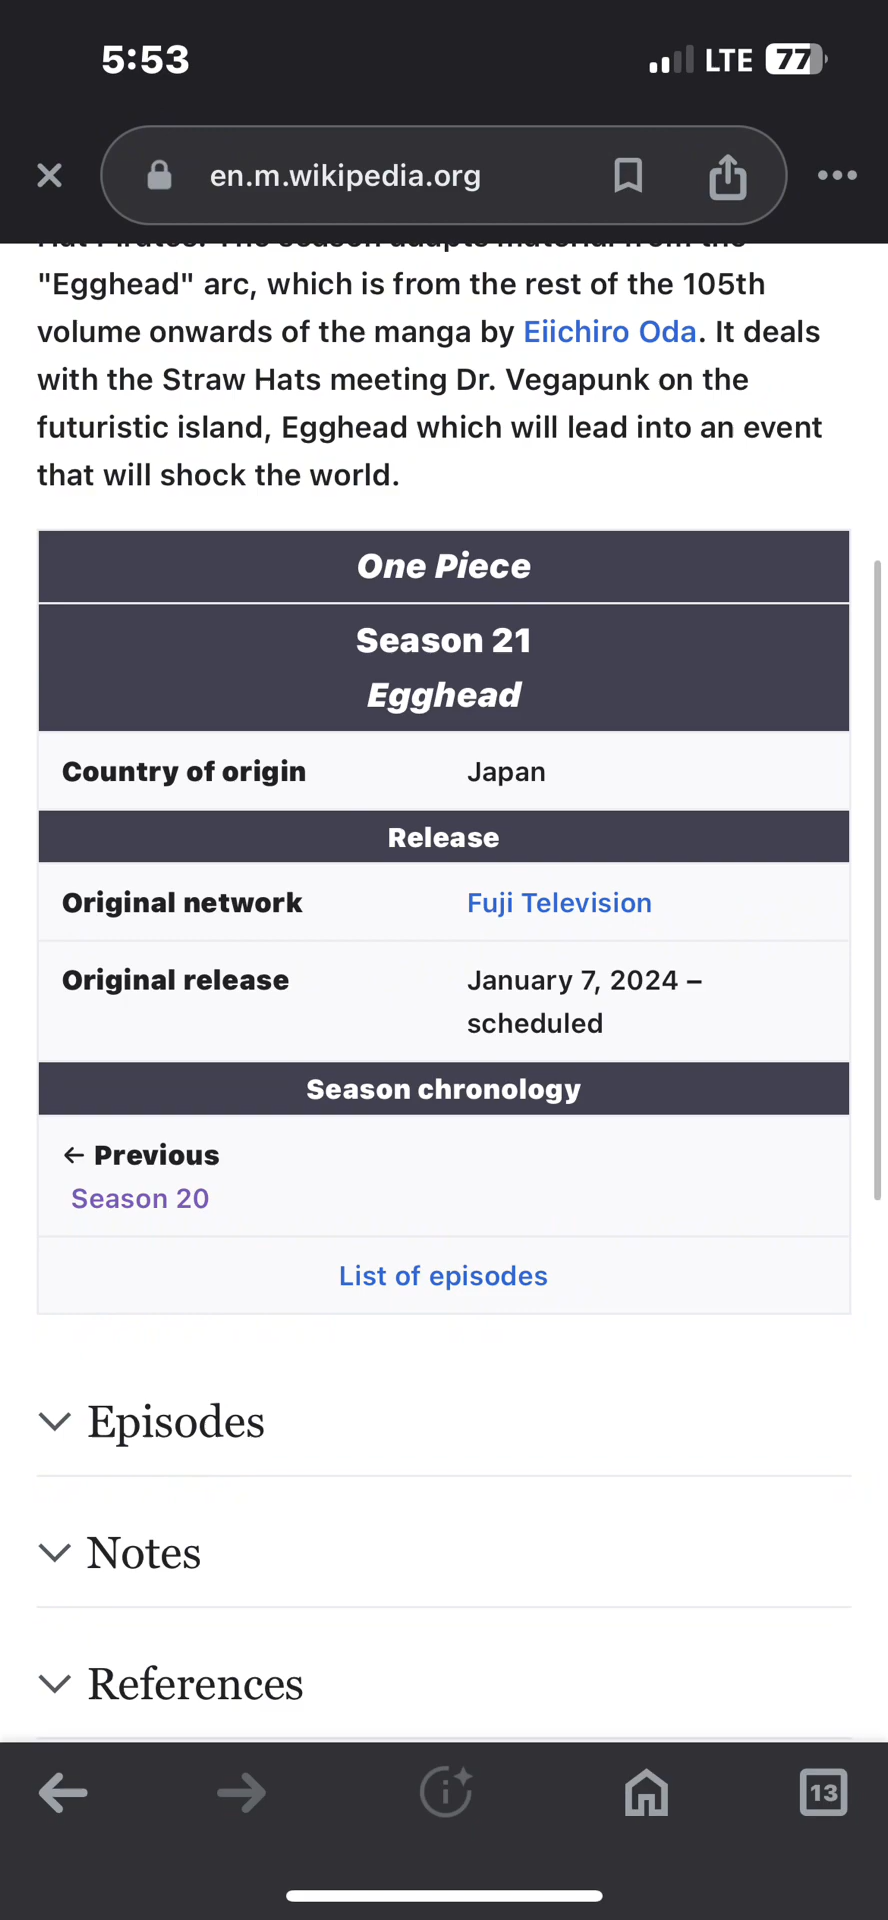 5:53
LTE 77
en.m.wikipedia.org
"Egghead" arc, which is from the rest of the 105th
volume onwards of the manga by Eiichiro Oda. It deals
with the Straw Hats meeting Dr. Vegapunk on the
futuristic island, Egghead which will lead into an event
that will shock the world.
One Piece
Season 21
Egghead
Country of origin Japan
Release
Original network Fuji Television
Original release January 7, 2024 –
scheduled
Season chronology
← Previous
Season 20
List of episodes
Episodes
Notes
References
13